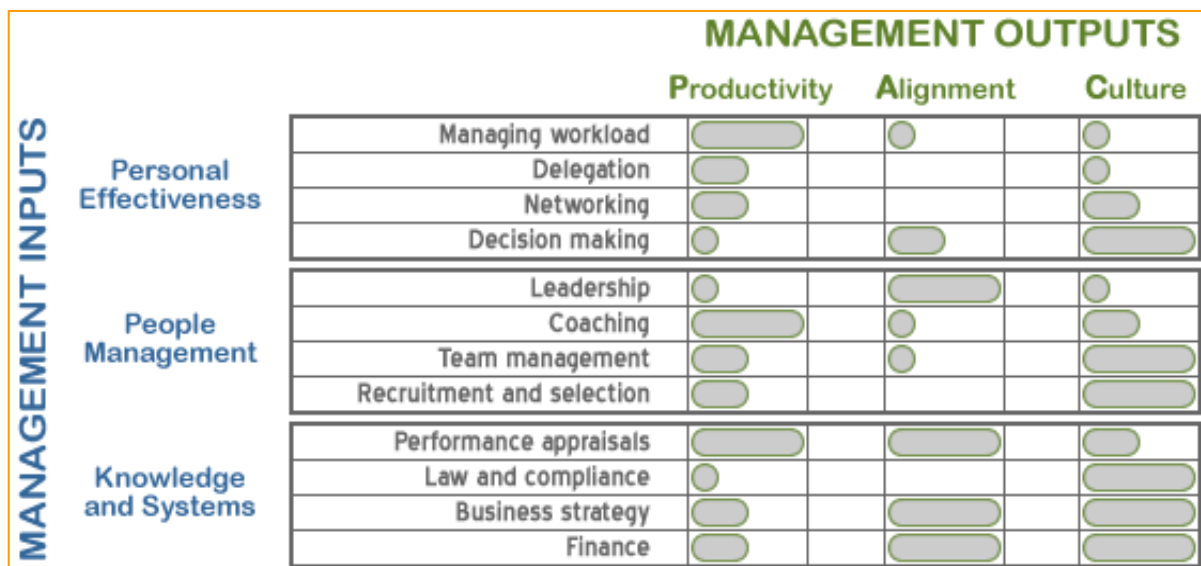 MANAGEMENT OUTPUTS
Productivity Alignment Culture
MANAGEMENT INPUTS
Personal
Effectiveness
Managing workload
Delegation
Networking
Decision making
People
Management
Leadership
Coaching
Team management
Recruitment and selection
Knowledge
and Systems
Performance appraisals
Law and compliance
Business strategy
Finance